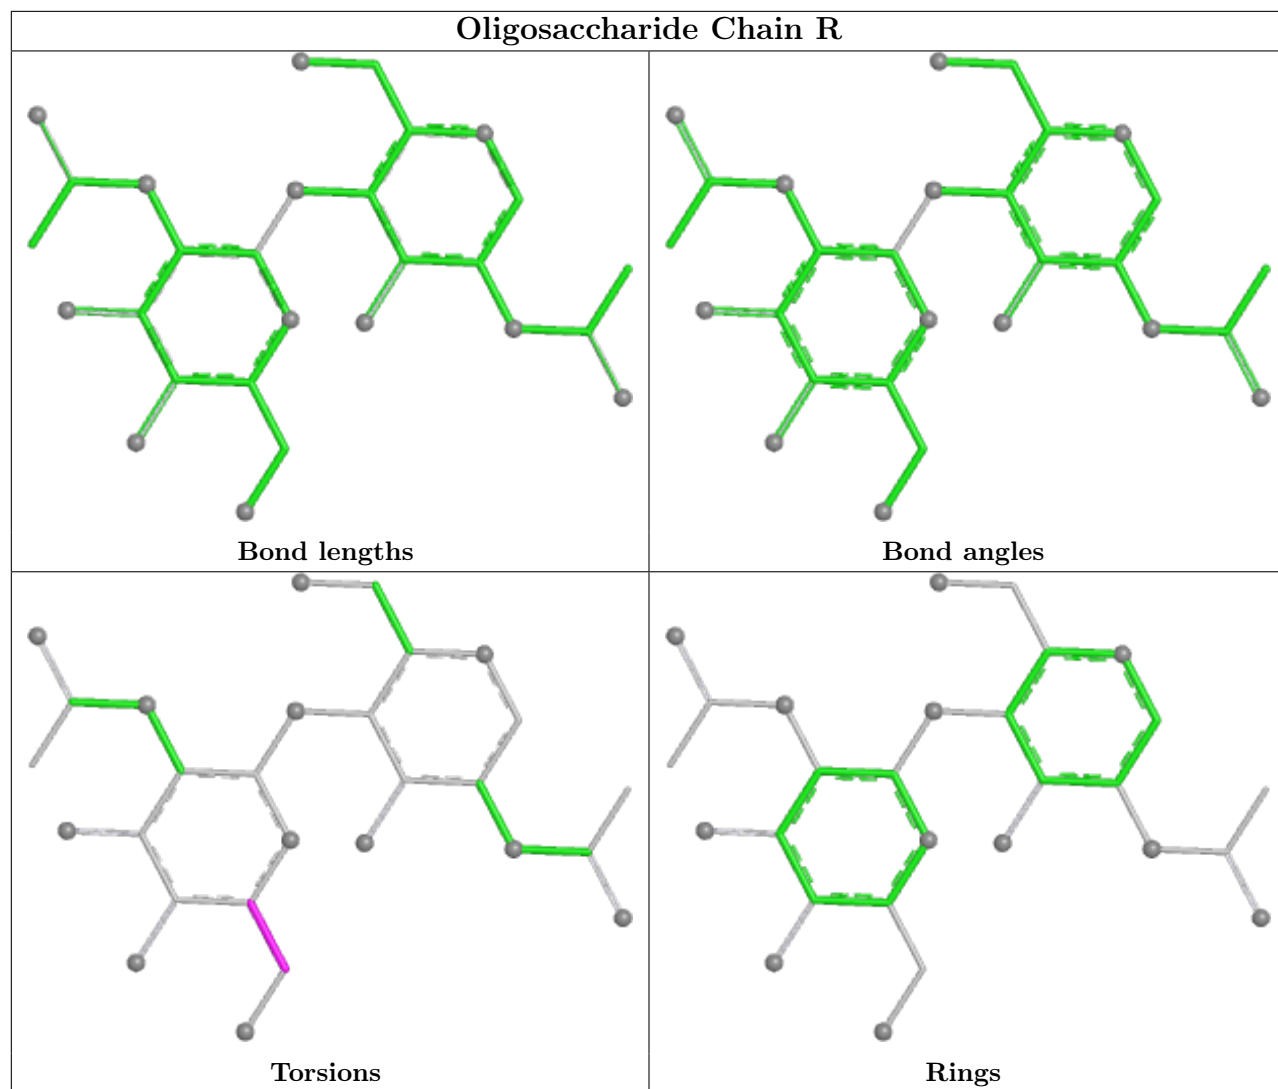 Oligosaccharide Chain R
Bond lengths
Bond angles
Torsions
Rings